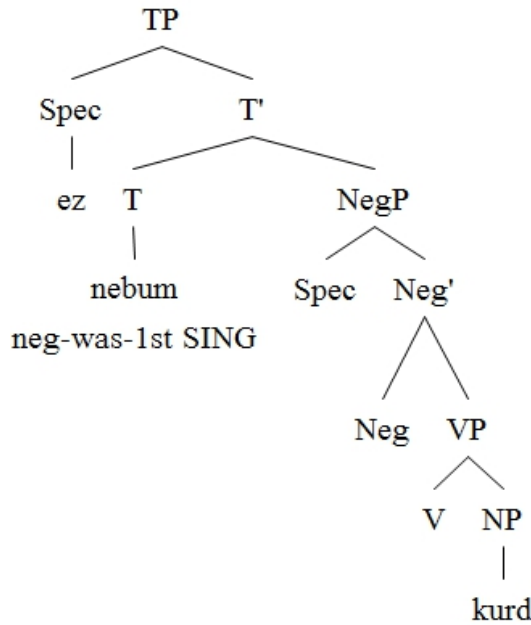 TP
Spec T'
ez T NegP
nebum Spec Neg'
neg-was-1st SING
Neg VP
V NP
kurd